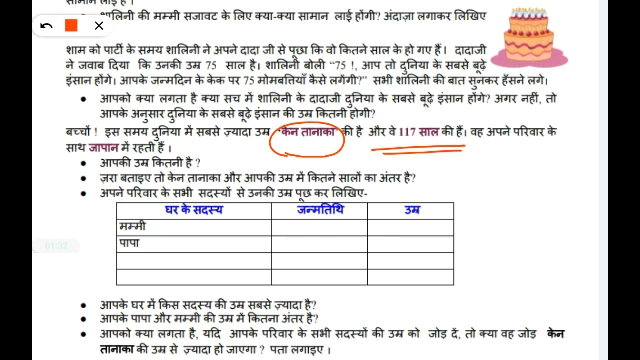 शालिनी की मम्मी सजावट के लिए क्या-क्या सामान लाई होंगी? अंदाज़ा लगाकर लिखिए
शाम को पार्टी के समय शालिनी ने अपने दादा जी से पूछा कि वो कितने साल के हो गए हैं। दादाजी
ने जवाब दिया कि उनकी उम्र 75 साल है। शालिनी बोली "75 !, आप तो दुनिया के सबसे बूढ़े
इंसान होंगे। आपके जन्मदिन के केक पर 75 मोमबत्तियाँ कैसे लगेंगी?" सभी शालिनी की बात सुनकर हँसने लगे।
आपको क्या लगता है क्या सच में शालिनी के दादाजी दुनिया के सबसे बूढ़े इंसान होंगे? अगर नहीं, तो
आपके अनुसार दुनिया के सबसे बूढ़े इंसान की उम्र कितनी होगी?
बच्चों! इस समय दुनिया में सबसे ज़्यादा उम्र 'केन तानाका' की है और वे 117 साल की हैं। वह अपने परिवार के
साथ जापान में रहती हैं ।
आपकी उम्र कितनी है ?
ज़रा बताइए तो केन तानाका और आपकी उम्र में कितने सालों का अंतर है?
अपने परिवार के सभी सदस्यों से उनकी उम्र पूछ कर लिखिए-
घर के सदस्य जन्मतिथि उम्र
मम्मी
पापा
आपके घर में किस सदस्य की उम्र सबसे ज़्यादा है?
आपके पापा और मम्मी की उम्र में कितना अंतर है?
आपको क्या लगता है, यदि आपके परिवार के सभी सदस्यों की उम्र को जोड़ दें, तो क्या वह जोड़ केन
तानाका की उम्र से ज़्यादा हो जाएगा ? पता लगाइए ।